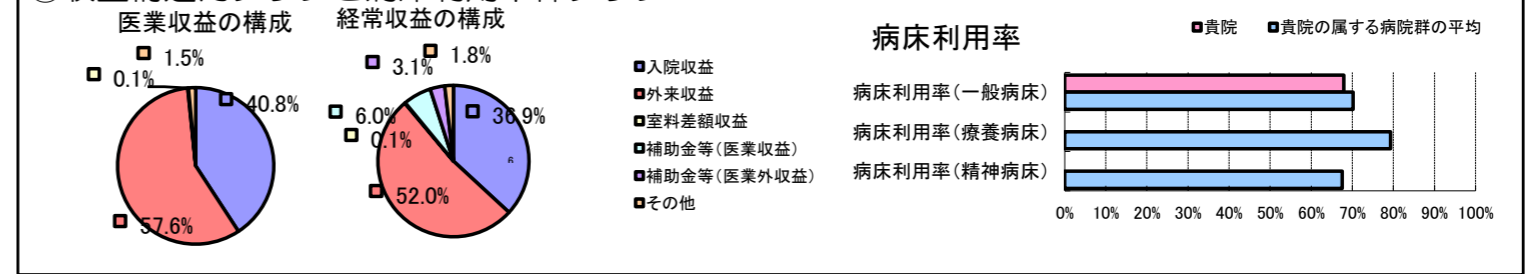 医業収益の構成
1.5%
0.1%
40.8%
57.6%
経常収益の構成
1.8%
3.1%
6.0%
0.1%
36.9%
6
52.0%
入院収益
外来収益
室料差額収益
補助金等(医業収益)
補助金等(医業外収益)
その他
病床利用率
貴院 貴院の属する病院群の平均
病床利用率(一般病床)
病床利用率(療養病床)
病床利用率(精神病床)
0% 10% 20% 30% 40% 50% 60% 70% 80% 90% 100%